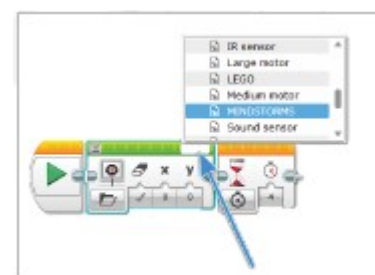 IR sensor
Large motor
LEGO
Medium motor
MINDSTORMS
Sound sensor
x y